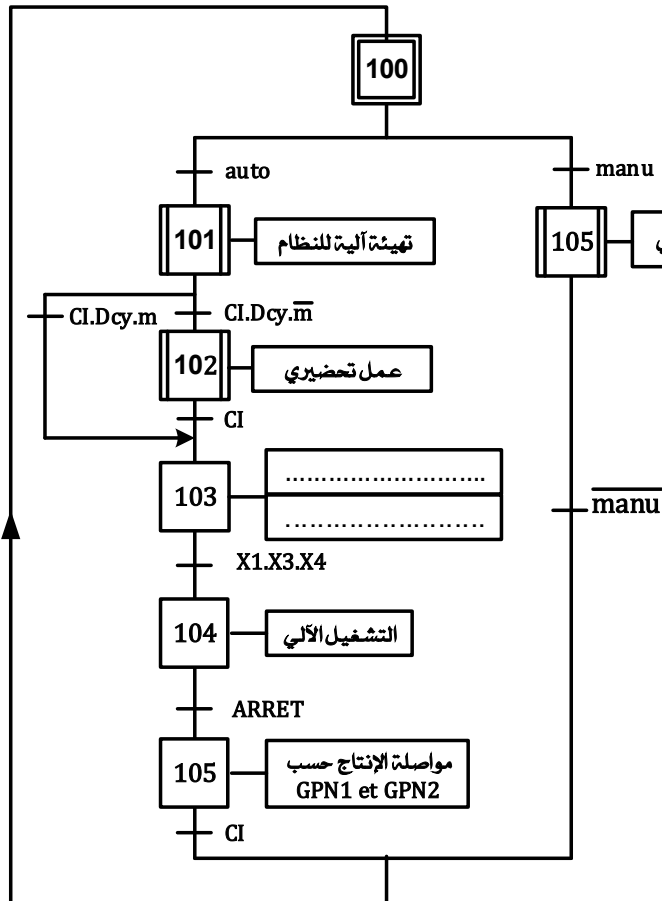 100
auto
manu
101
تهيئة آلية للنظام
105
CI.Dcy.m
CI.Dcy.m̅
102
عمل تحضيري
CI
103
..............................
..............................
m̅a̅n̅u̅
X1.X3.X4
104
التشغيل الآلي
ARRET
105
مواصلة الإنتاج حسب
GPN1 et GPN2
CI